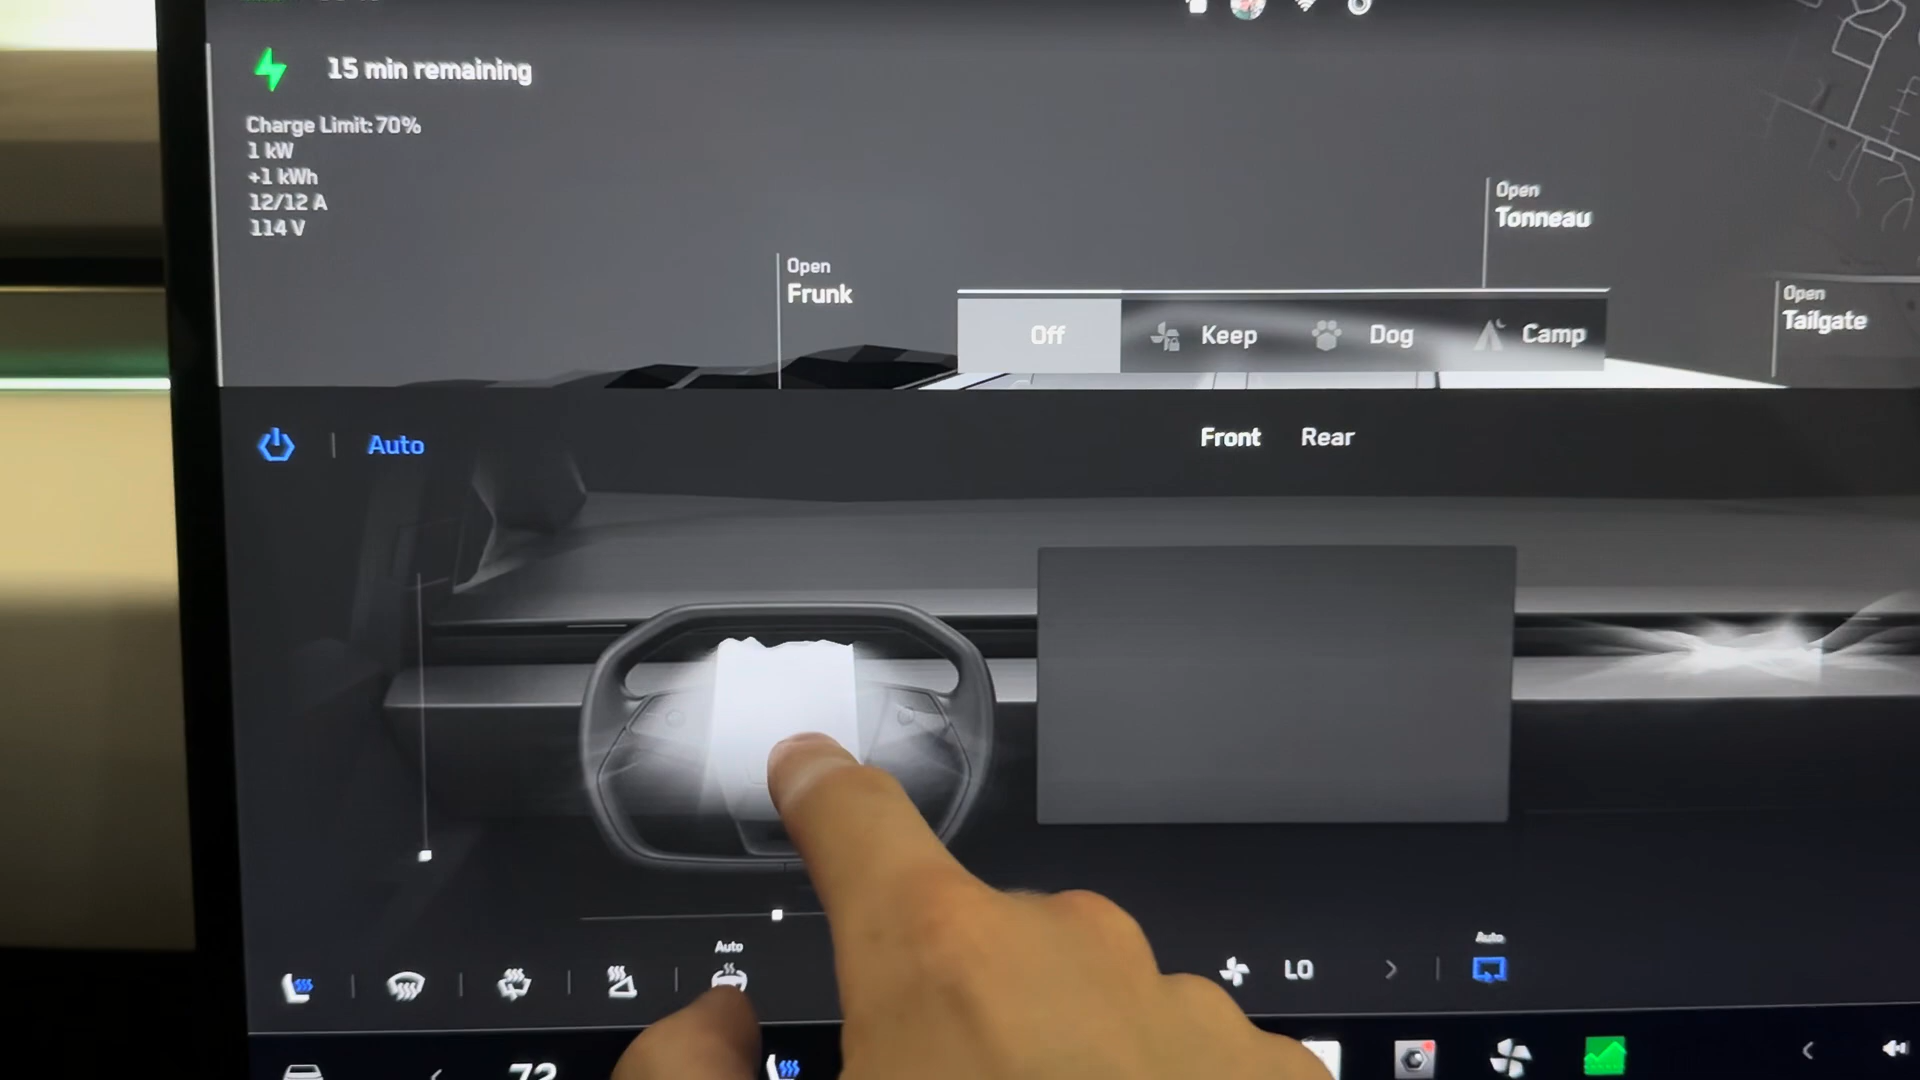 15 min remaining
Charge Limit: 70%
1 kW
+1 kWh
12/12 A
114 V
Open
Tonneau
Open
Frunk
Open
Tailgate
Off
Keep
Dog
Camp
Auto
Front
Rear
Auto
Auto
LO
72